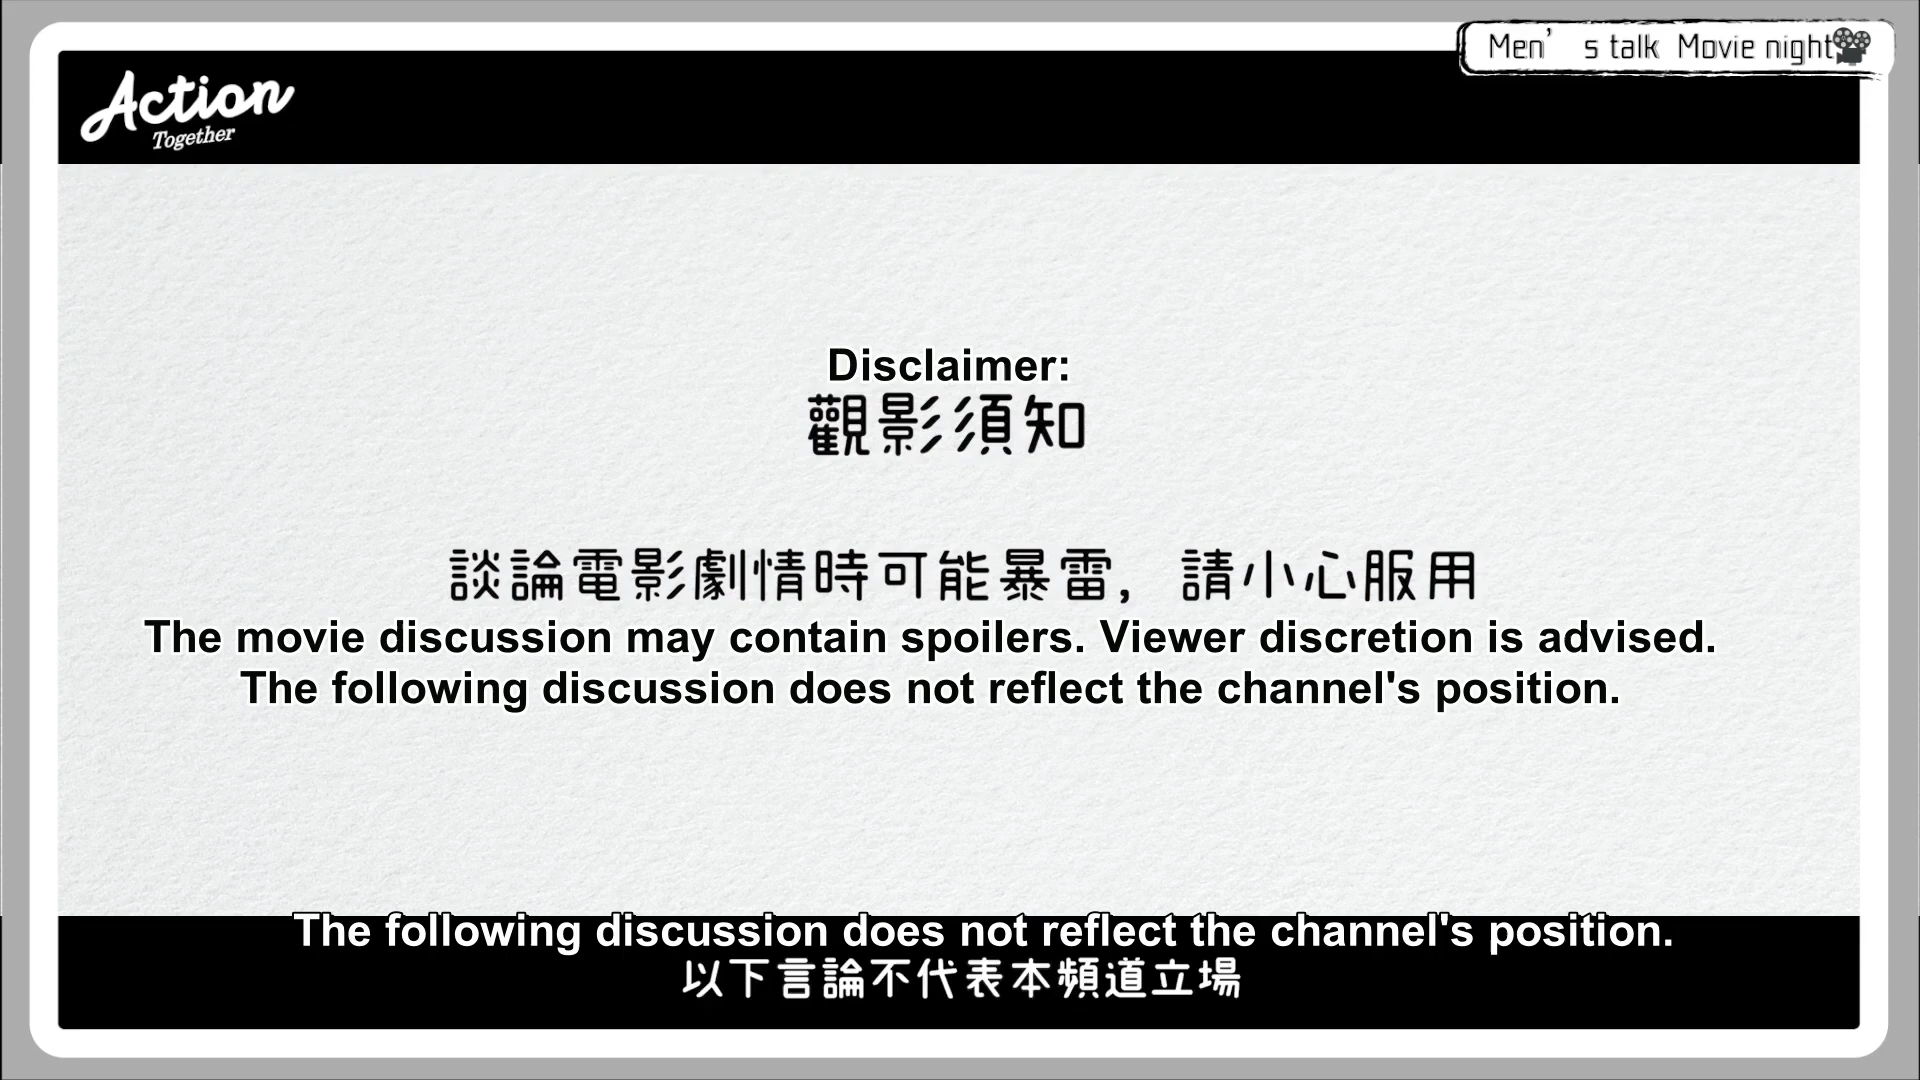 Men’ s talk Movie night
Action
Together
Disclaimer:
觀影須知
談論電影劇情時可能暴雷，請小心服用
The movie discussion may contain spoilers. Viewer discretion is advised.
The following discussion does not reflect the channel's position.
The following discussion does not reflect the channel's position.
以下言論不代表本頻道立場